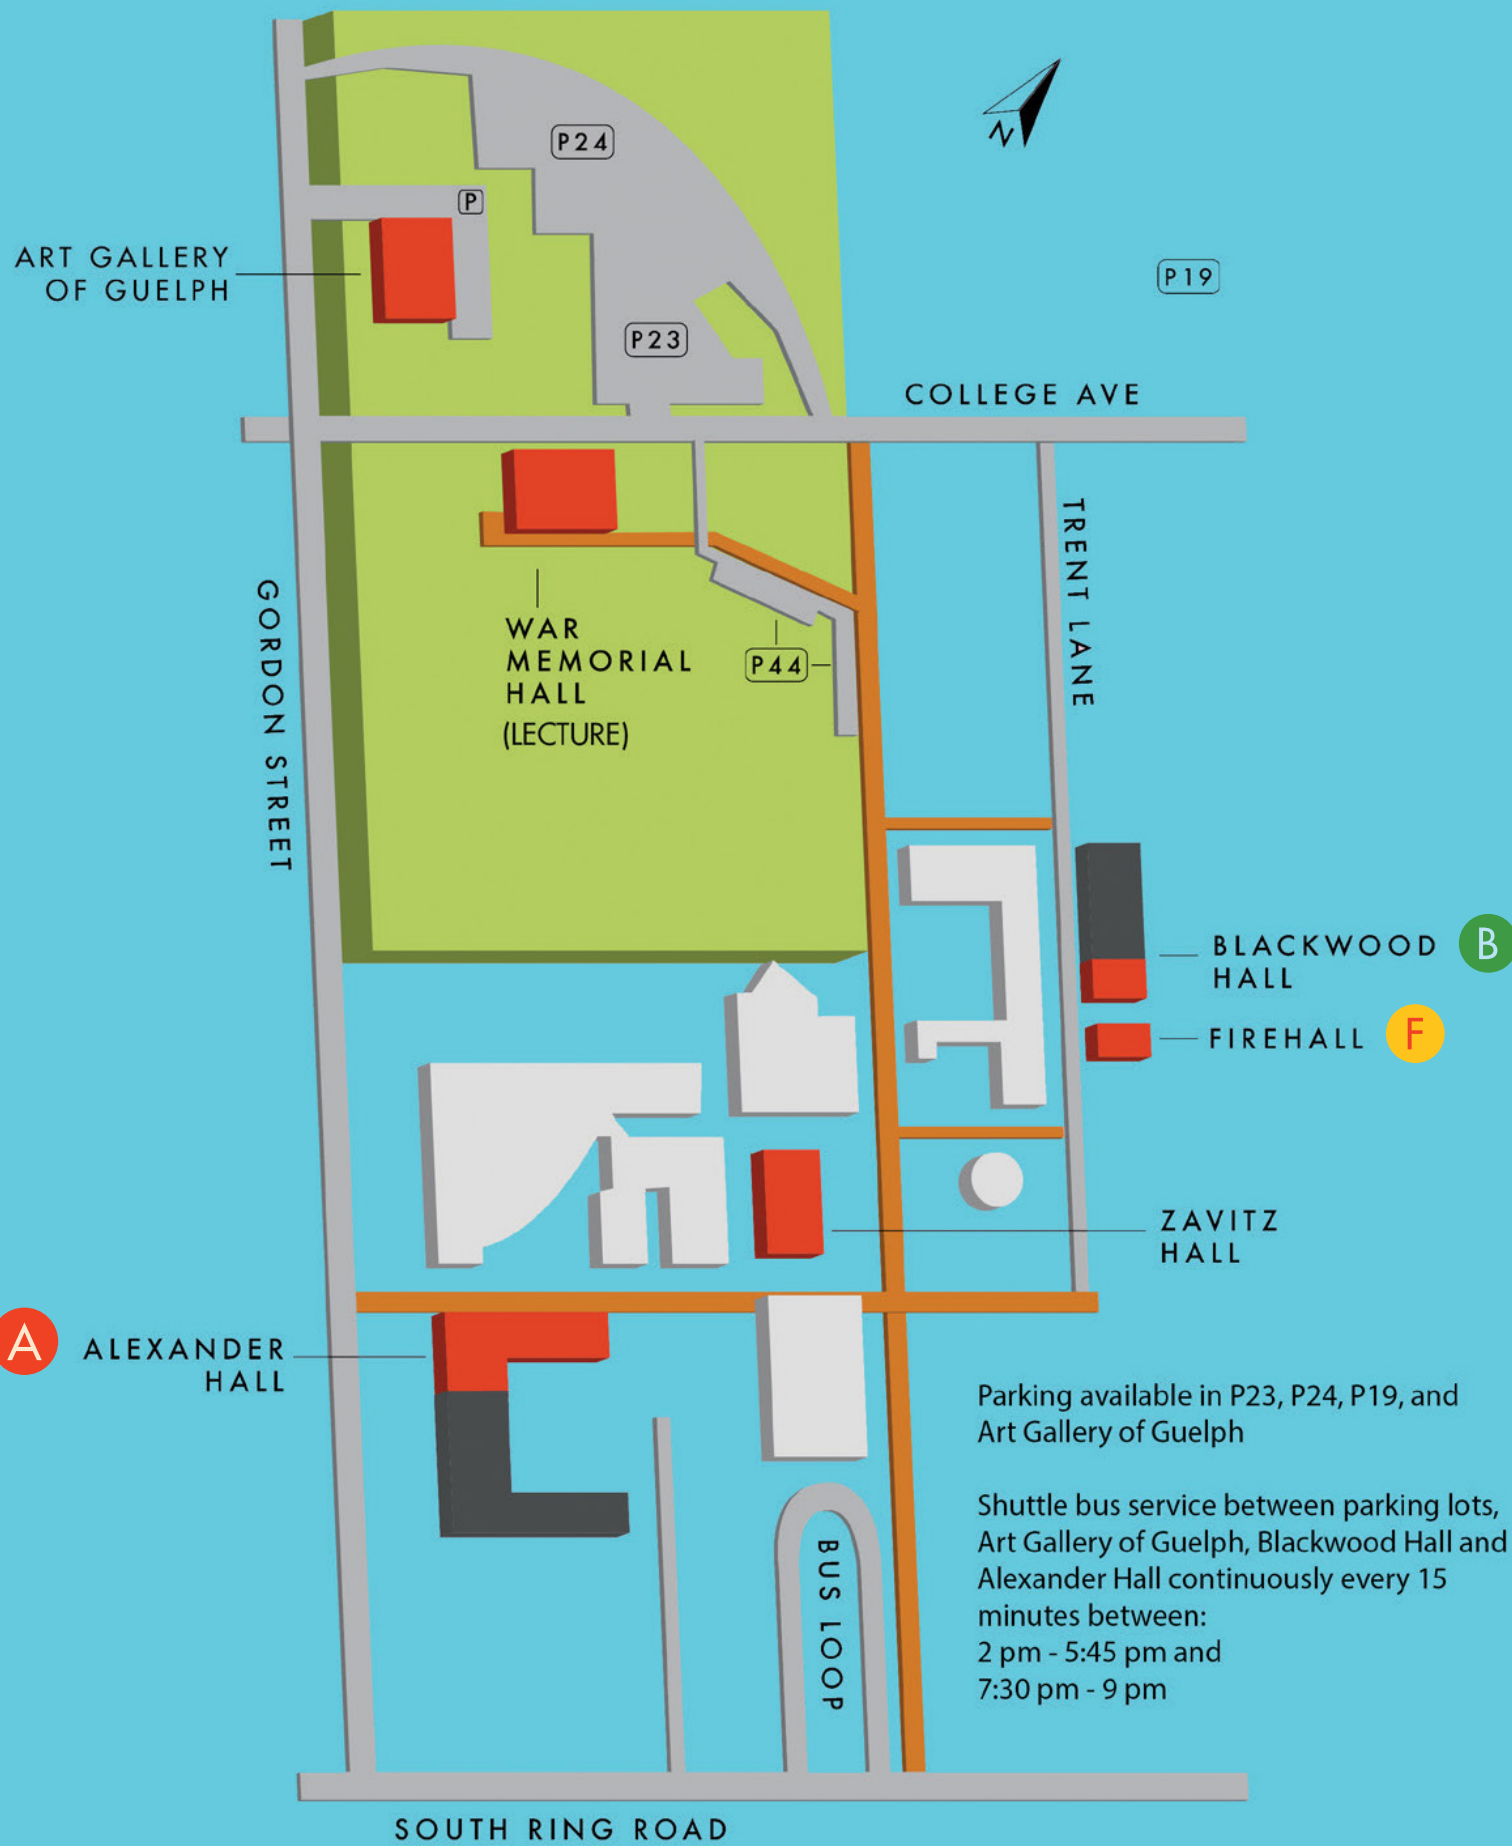 N
P24
P
ART GALLERY
OF GUELPH
P19
P23
COLLEGE AVE
TRENT LANE
GORDON STREET
WAR
MEMORIAL
HALL
(LECTURE)
P44
BLACKWOOD
HALL
B
FIREHALL
F
ZAVITZ
HALL
A
ALEXANDER
HALL
Parking available in P23, P24, P19, and
Art Gallery of Guelph
Shuttle bus service between parking lots,
Art Gallery of Guelph, Blackwood Hall and
Alexander Hall continuously every 15
minutes between:
2 pm - 5:45 pm and
7:30 pm - 9 pm
BUS LOOP
SOUTH RING ROAD